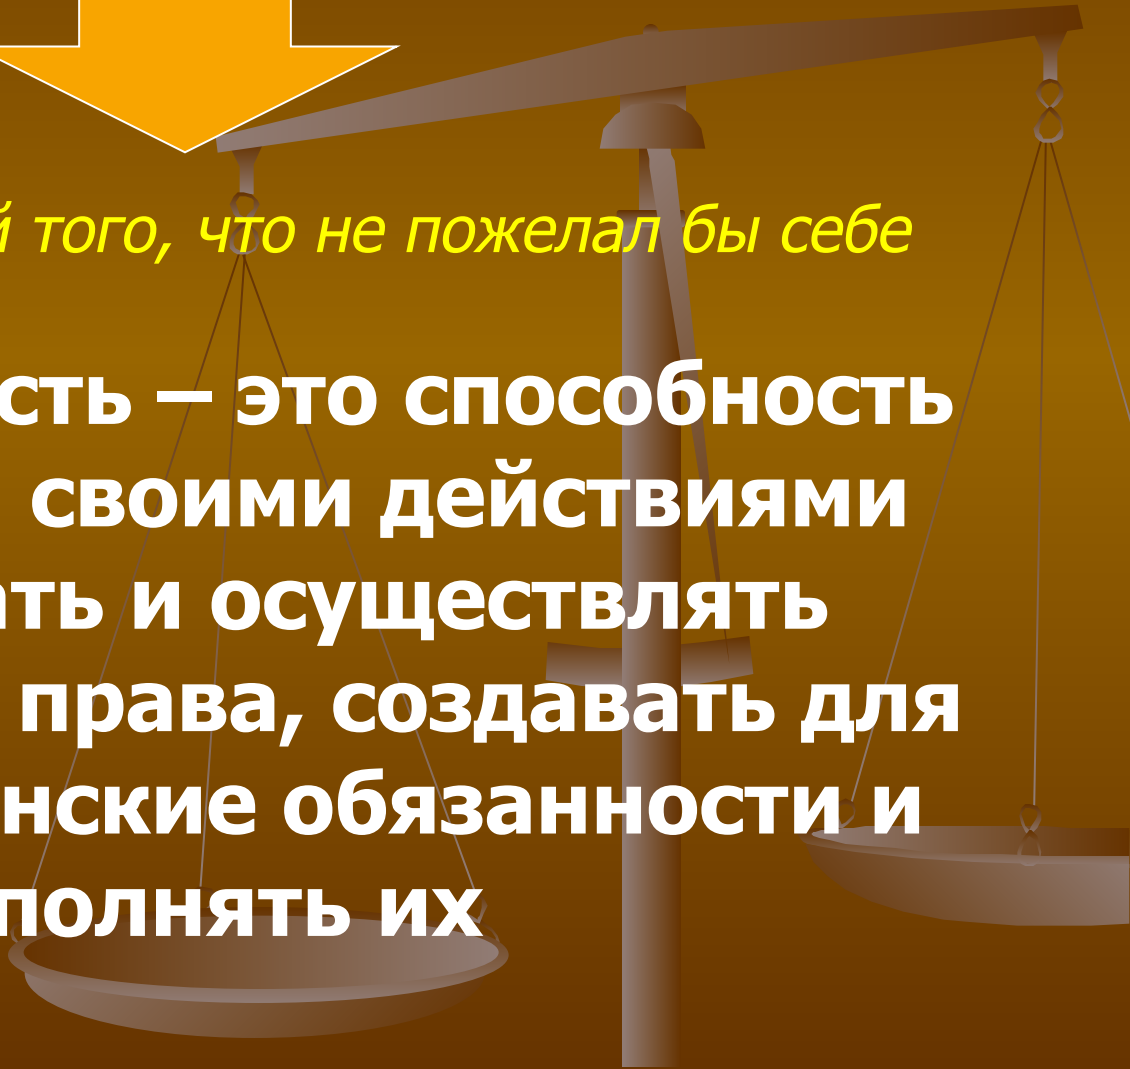 й того, что не пожелал бы себе
сть – это способность
своими действиями
ать и осуществлять
права, создавать для
нские обязанности и
полнять их